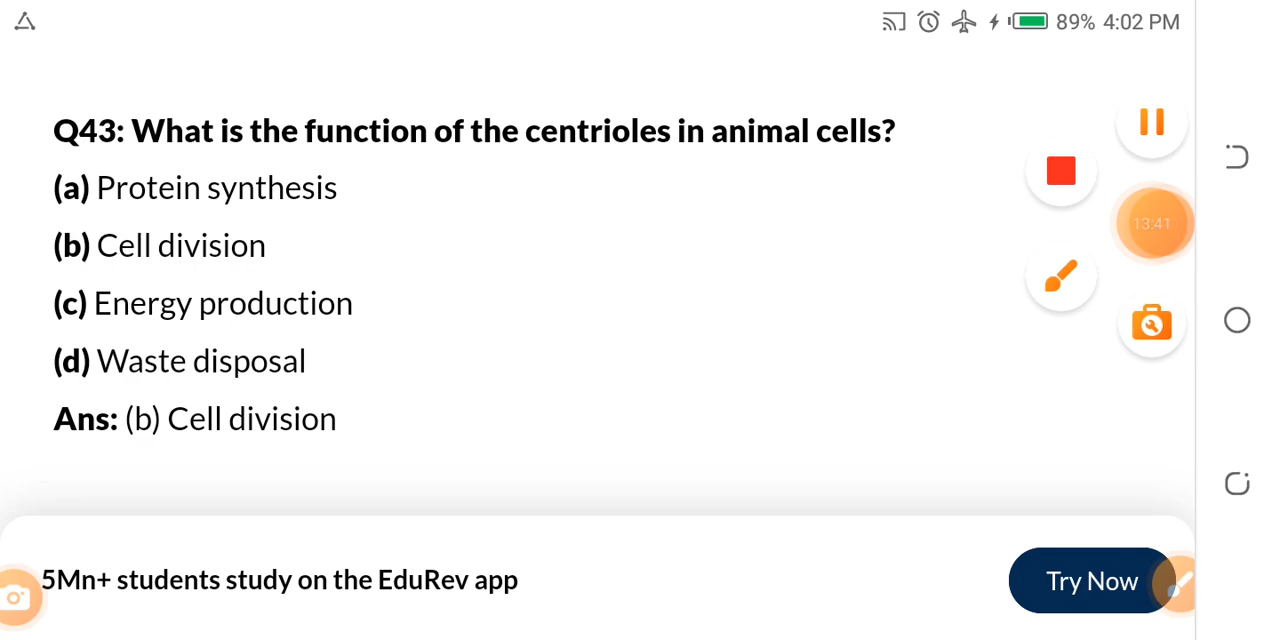 89% 4:02 PM
Q43: What is the function of the centrioles in animal cells?
(a) Protein synthesis
13:41
(b) Cell division
(c) Energy production
(d) Waste disposal
Ans: (b) Cell division
5Mn+ students study on the EduRev app
Try Now